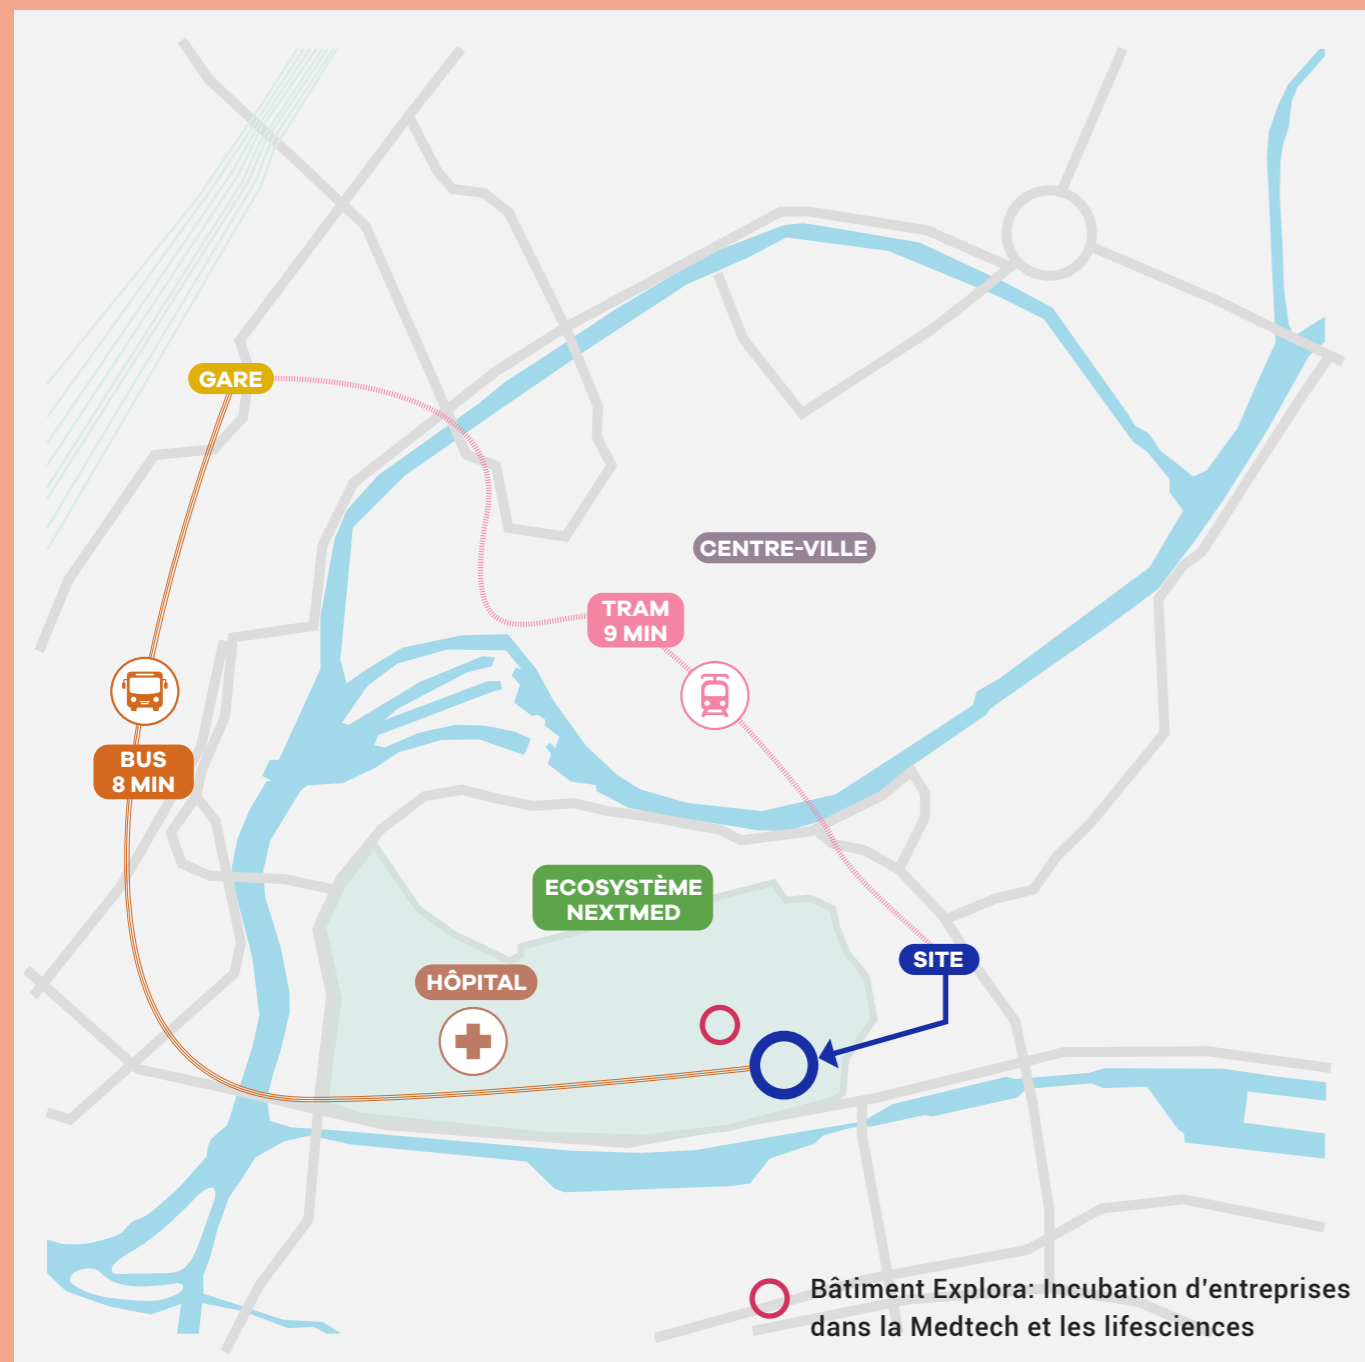 GARE
CENTRE-VILLE
TRAM
9 MIN
BUS
8 MIN
ECOSYSTÈME
NEXTMED
SITE
HÔPITAL
Bâtiment Explora: Incubation d'entreprises
dans la Medtech et les lifesciences